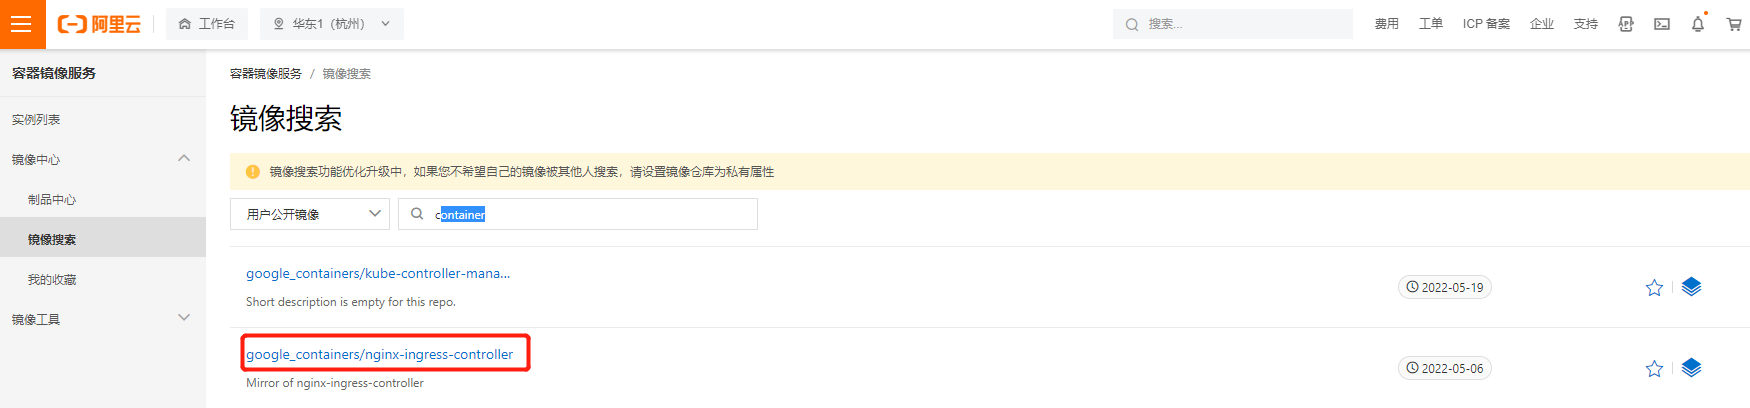 阿里云 工作台 华东1（杭州） 搜索... 费用 工单 ICP 备案 企业 支持
容器镜像服务
实例列表
镜像中心
制品中心
镜像搜索
我的收藏
镜像工具
容器镜像服务 / 镜像搜索
镜像搜索
镜像搜索功能优化升级中，如果您不希望自己的镜像被其他人搜索，请设置镜像仓库为私有属性
用户公开镜像 container
google_containers/kube-controller-mana...
Short description is empty for this repo.
2022-05-19
google_containers/nginx-ingress-controller
Mirror of nginx-ingress-controller
2022-05-06